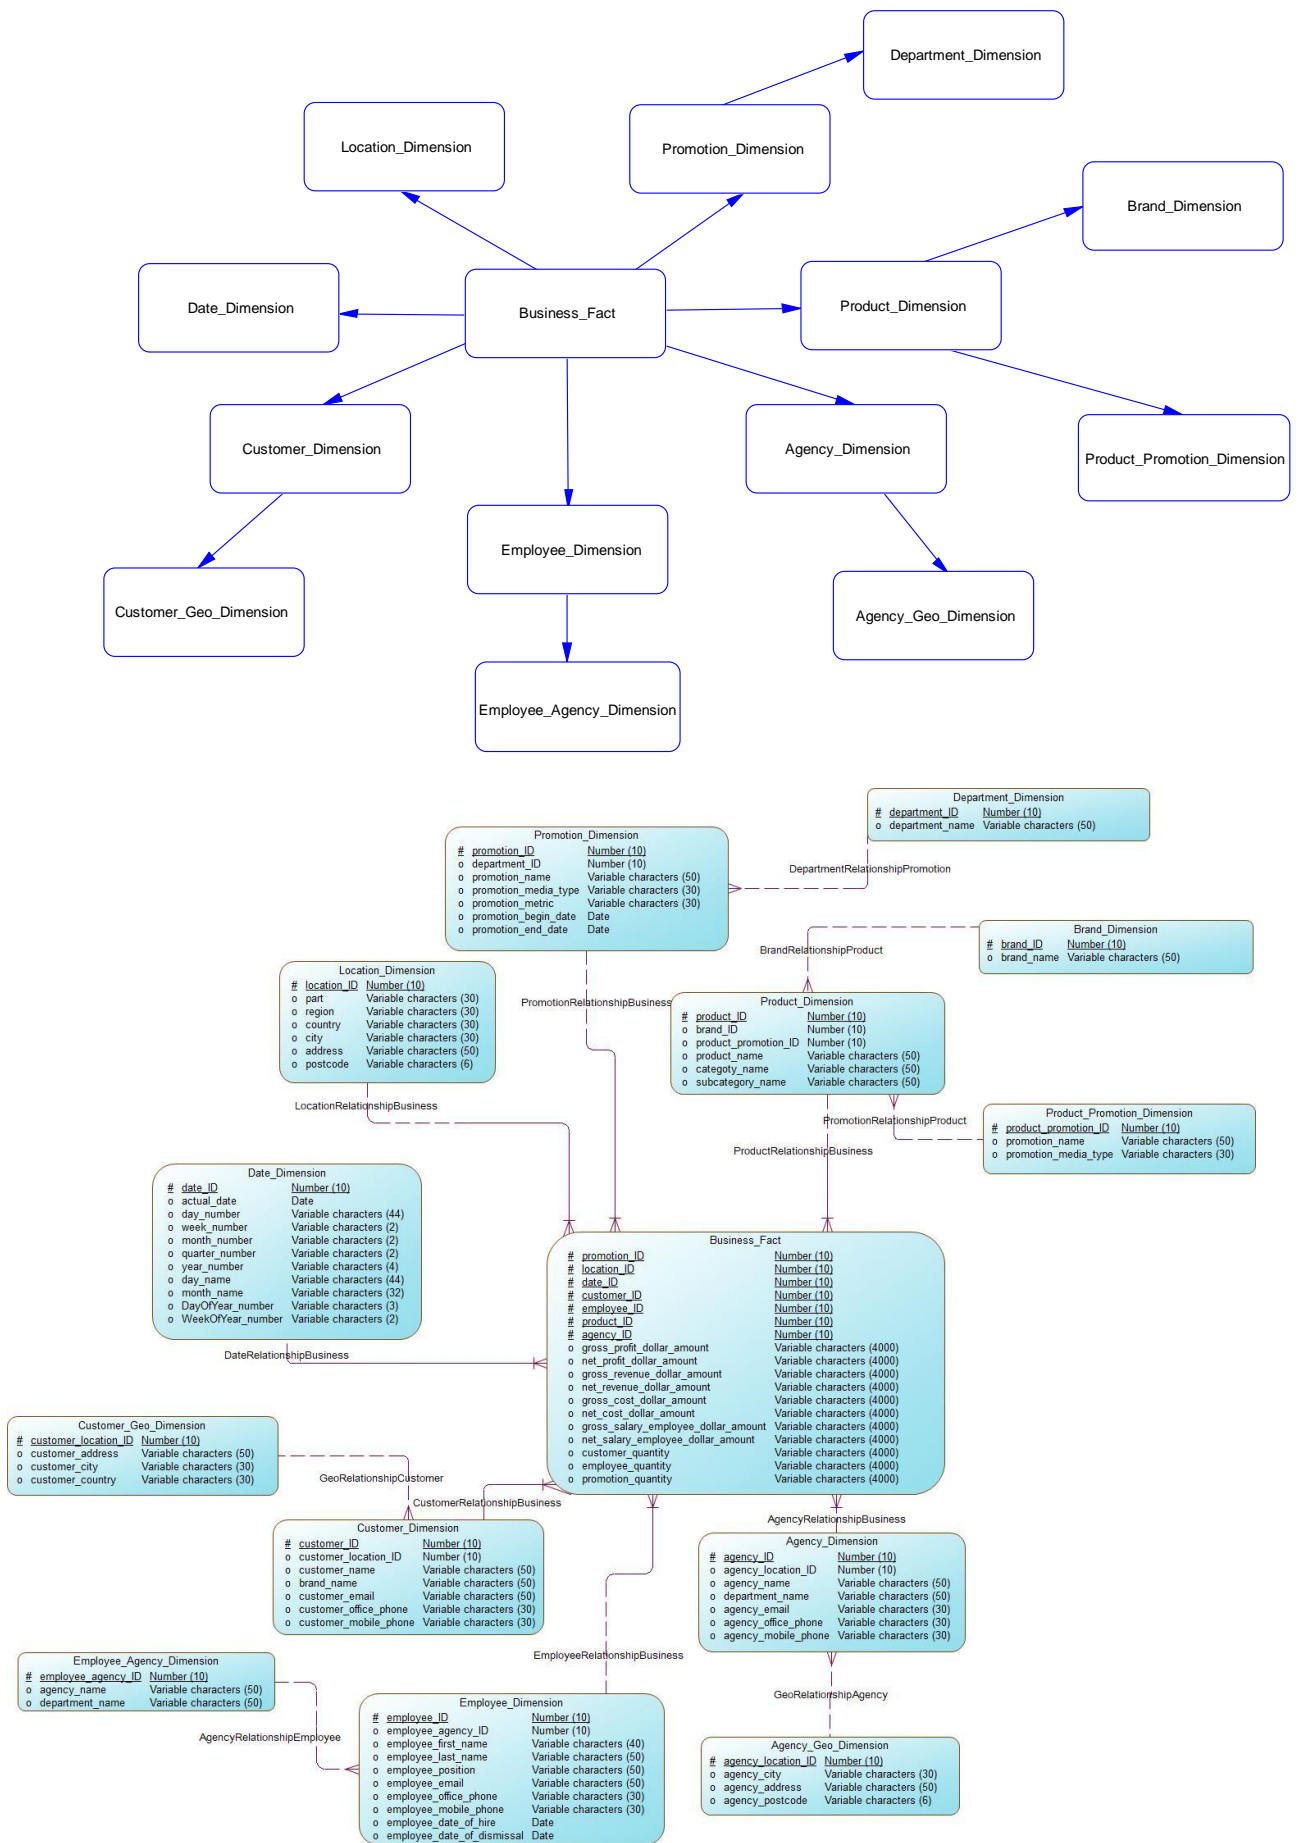 Department_Dimension
Location_Dimension
Promotion_Dimension
Brand_Dimension
Date_Dimension
Business_Fact
Product_Dimension
Customer_Dimension
Agency_Dimension
Product_Promotion_Dimension
Employee_Dimension
Customer_Geo_Dimension
Agency_Geo_Dimension
Employee_Agency_Dimension
Department_Dimension
# department_ID Number (10)
o department_name Variable characters (50)
DepartmentRelationshipPromotion
Promotion_Dimension
# promotion_ID Number (10)
o department_ID Number (10)
o promotion_name Variable characters (50)
o promotion_media_type Variable characters (30)
o promotion_metric Variable characters (30)
o promotion_begin_date Date
o promotion_end_date Date
Brand_Dimension
# brand_ID Number (10)
o brand_name Variable characters (50)
BrandRelationshipProduct
Location_Dimension
# location_ID Number (10)
o part Variable characters (30)
o region Variable characters (30)
o country Variable characters (30)
o city Variable characters (30)
o address Variable characters (50)
o postcode Variable characters (6)
PromotionRelationshipBusiness
Product_Dimension
# product_ID Number (10)
o brand_ID Number (10)
o product_promotion_ID Number (10)
o product_name Variable characters (50)
o categoty_name Variable characters (50)
o subcategory_name Variable characters (50)
LocationRelationshipBusiness
PromotionRelationshipProduct
Product_Promotion_Dimension
# product_promotion_ID Number (10)
o promotion_name Variable characters (50)
o promotion_media_type Variable characters (30)
ProductRelationshipBusiness
Date_Dimension
# date_ID Number (10)
o actual_date Date
o day_number Variable characters (44)
o week_number Variable characters (2)
o month_number Variable characters (2)
o quarter_number Variable characters (2)
o year_number Variable characters (4)
o day_name Variable characters (44)
o month_name Variable characters (32)
o DayOfYear_number Variable characters (3)
o WeekOfYear_number Variable characters (2)
DateRelationshipBusiness
Business_Fact
# promotion_ID Number (10)
# location_ID Number (10)
# date_ID Number (10)
# customer_ID Number (10)
# employee_ID Number (10)
# product_ID Number (10)
# agency_ID Number (10)
o gross_profit_dollar_amount Variable characters (4000)
o net_profit_dollar_amount Variable characters (4000)
o gross_revenue_dollar_amount Variable characters (4000)
o net_revenue_dollar_amount Variable characters (4000)
o gross_cost_dollar_amount Variable characters (4000)
o net_cost_dollar_amount Variable characters (4000)
o gross_salary_employee_dollar_amount Variable characters (4000)
o net_salary_employee_dollar_amount Variable characters (4000)
o customer_quantity Variable characters (4000)
o employee_quantity Variable characters (4000)
o promotion_quantity Variable characters (4000)
Customer_Geo_Dimension
# customer_location_ID Number (10)
o customer_address Variable characters (50)
o customer_city Variable characters (30)
o customer_country Variable characters (30)
GeoRelationshipCustomer
CustomerRelationshipBusiness
AgencyRelationshipBusiness
Customer_Dimension
# customer_ID Number (10)
o customer_location_ID Number (10)
o customer_name Variable characters (50)
o brand_name Variable characters (50)
o customer_email Variable characters (50)
o customer_office_phone Variable characters (30)
o customer_mobile_phone Variable characters (30)
Agency_Dimension
# agency_ID Number (10)
o agency_location_ID Number (10)
o agency_name Variable characters (50)
o department_name Variable characters (50)
o agency_email Variable characters (30)
o agency_office_phone Variable characters (30)
o agency_mobile_phone Variable characters (30)
EmployeeRelationshipBusiness
Employee_Agency_Dimension
# employee_agency_ID Number (10)
o agency_name Variable characters (50)
o department_name Variable characters (50)
AgencyRelationshipEmployee
GeoRelationshipAgency
Employee_Dimension
# employee_ID Number (10)
o employee_agency_ID Number (10)
o employee_first_name Variable characters (40)
o employee_last_name Variable characters (50)
o employee_position Variable characters (50)
o employee_email Variable characters (50)
o employee_office_phone Variable characters (30)
o employee_mobile_phone Variable characters (30)
o employee_date_of_hire Date
o employee_date_of_dismissal Date
Agency_Geo_Dimension
# agency_location_ID Number (10)
o agency_city Variable characters (30)
o agency_address Variable characters (50)
o agency_postcode Variable characters (6)